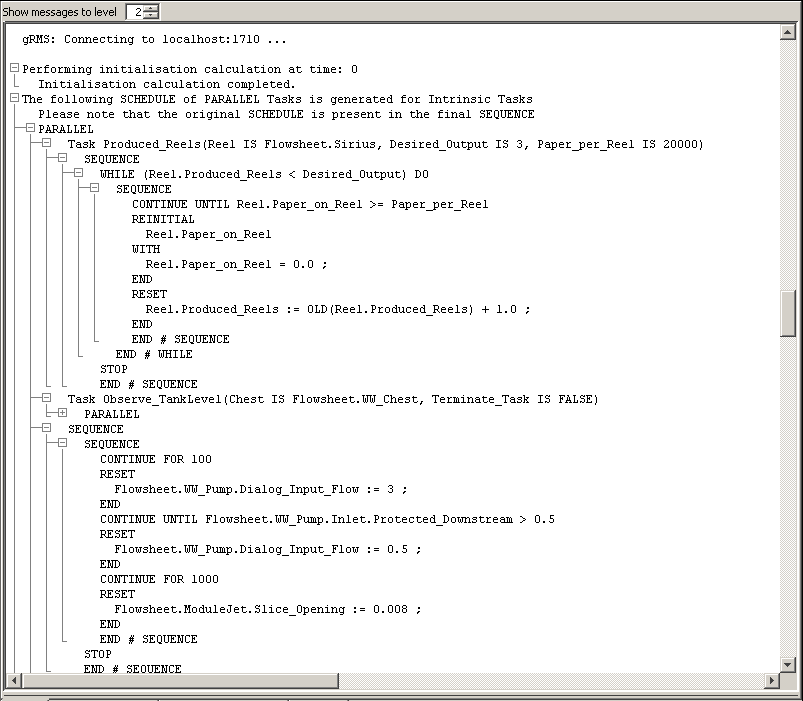 Show messages to level 2
gRMS: Connecting to localhost:1710 ...
Performing initialisation calculation at time: 0
Initialisation calculation completed.
The following SCHEDULE of PARALLEL Tasks is generated for Intrinsic Tasks
Please note that the original SCHEDULE is present in the final SEQUENCE
PARALLEL
Task Produced_Reels(Reel IS Flowsheet.Sirius, Desired_Output IS 3, Paper_per_Reel IS 20000)
SEQUENCE
WHILE (Reel.Produced_Reels < Desired_Output) DO
SEQUENCE
CONTINUE UNTIL Reel.Paper_on_Reel >= Paper_per_Reel
REINITIAL
Reel.Paper_on_Reel
WITH
Reel.Paper_on_Reel = 0.0 ;
END
RESET
Reel.Produced_Reels := OLD(Reel.Produced_Reels) + 1.0 ;
END
END # SEQUENCE
END # WHILE
STOP
END # SEQUENCE
Task Observe_TankLevel(Chest IS Flowsheet.WW_Chest, Terminate_Task IS FALSE)
PARALLEL
SEQUENCE
SEQUENCE
CONTINUE FOR 100
RESET
Flowsheet.WW_Pump.Dialog_Input_Flow := 3 ;
END
CONTINUE UNTIL Flowsheet.WW_Pump.Inlet.Protected_Downstream > 0.5
RESET
Flowsheet.WW_Pump.Dialog_Input_Flow := 0.5 ;
END
CONTINUE FOR 1000
RESET
Flowsheet.ModuleJet.Slice_Opening := 0.008 ;
END
END # SEQUENCE
STOP
END # SEQUENCE